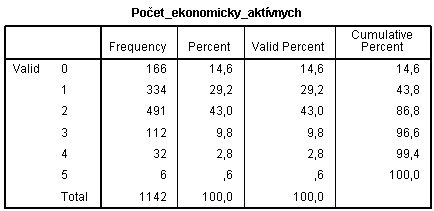 Počet_ekonomicky_aktívnych
Frequency Percent Valid Percent Cumulative Percent
Valid 0 166 14,6 14,6 14,6
1 334 29,2 29,2 43,8
2 491 43,0 43,0 86,8
3 112 9,8 9,8 96,6
4 32 2,8 2,8 99,4
5 6 ,6 ,6 100,0
Total 1142 100,0 100,0